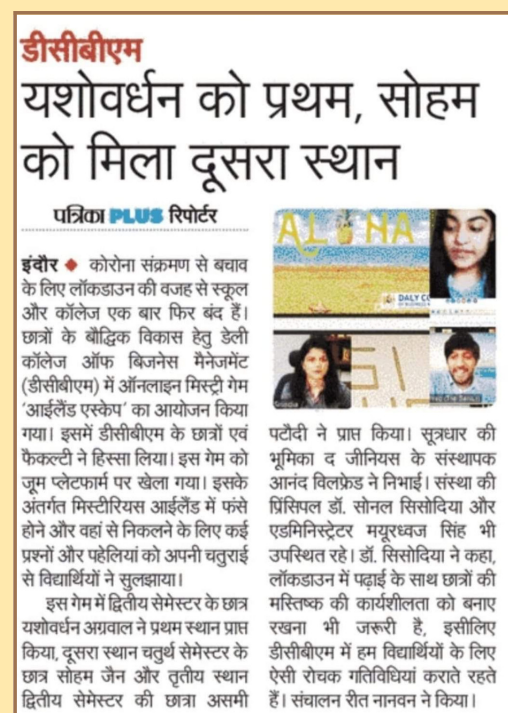 डीसीबीएम
यशोवर्धन को प्रथम, सोहम
को मिला दूसरा स्थान
पत्रिका PLUS रिपोर्टर
इंदौर ◆ कोरोना संक्रमण से बचाव
के लिए लॉकडाउन की वजह से स्कूल
और कॉलेज एक बार फिर बंद हैं।
छात्रों के बौद्धिक विकास हेतु डेली
कॉलेज ऑफ बिजनेस मैनेजमेंट
(डीसीबीएम) में ऑनलाइन मिस्ट्री गेम
'आईलैंड एस्केप' का आयोजन किया
गया। इसमें डीसीबीएम के छात्रों एवं
फैकल्टी ने हिस्सा लिया। इस गेम को
जूम प्लेटफार्म पर खेला गया। इसके
अंतर्गत मिस्टीरियस आईलैंड में फंसे
होने और वहां से निकलने के लिए कई
प्रश्नों और पहेलियां को अपनी चतुराई
से विद्यार्थियों ने सुलझाया।
इस गेम में द्वितीय सेमेस्टर के छात्र
यशोवर्धन अग्रवाल ने प्रथम स्थान प्राप्त
किया, दूसरा स्थान चतुर्थ सेमेस्टर के
छात्र सोहम जैन और तृतीय स्थान
द्वितीय सेमेस्टर की छात्रा असमी
ALOHA
DALY
पटौदी ने प्राप्त किया। सूत्रधार की
भूमिका द जीनियस के संस्थापक
आनंद विलफ्रेड ने निभाई। संस्था की
प्रिंसिपल डॉ. सोनल सिसोदिया और
एडमिनिस्ट्रेटर मयूरध्वज सिंह भी
उपस्थित रहे। डॉ. सिसोदिया ने कहा,
लॉकडाउन में पढ़ाई के साथ छात्रों की
मस्तिष्क की कार्यशीलता को बनाए
रखना भी जरूरी है, इसीलिए
डीसीबीएम में हम विद्यार्थियों के लिए
ऐसी रोचक गतिविधियां कराते रहते
हैं। संचालन रीत नानवन ने किया।